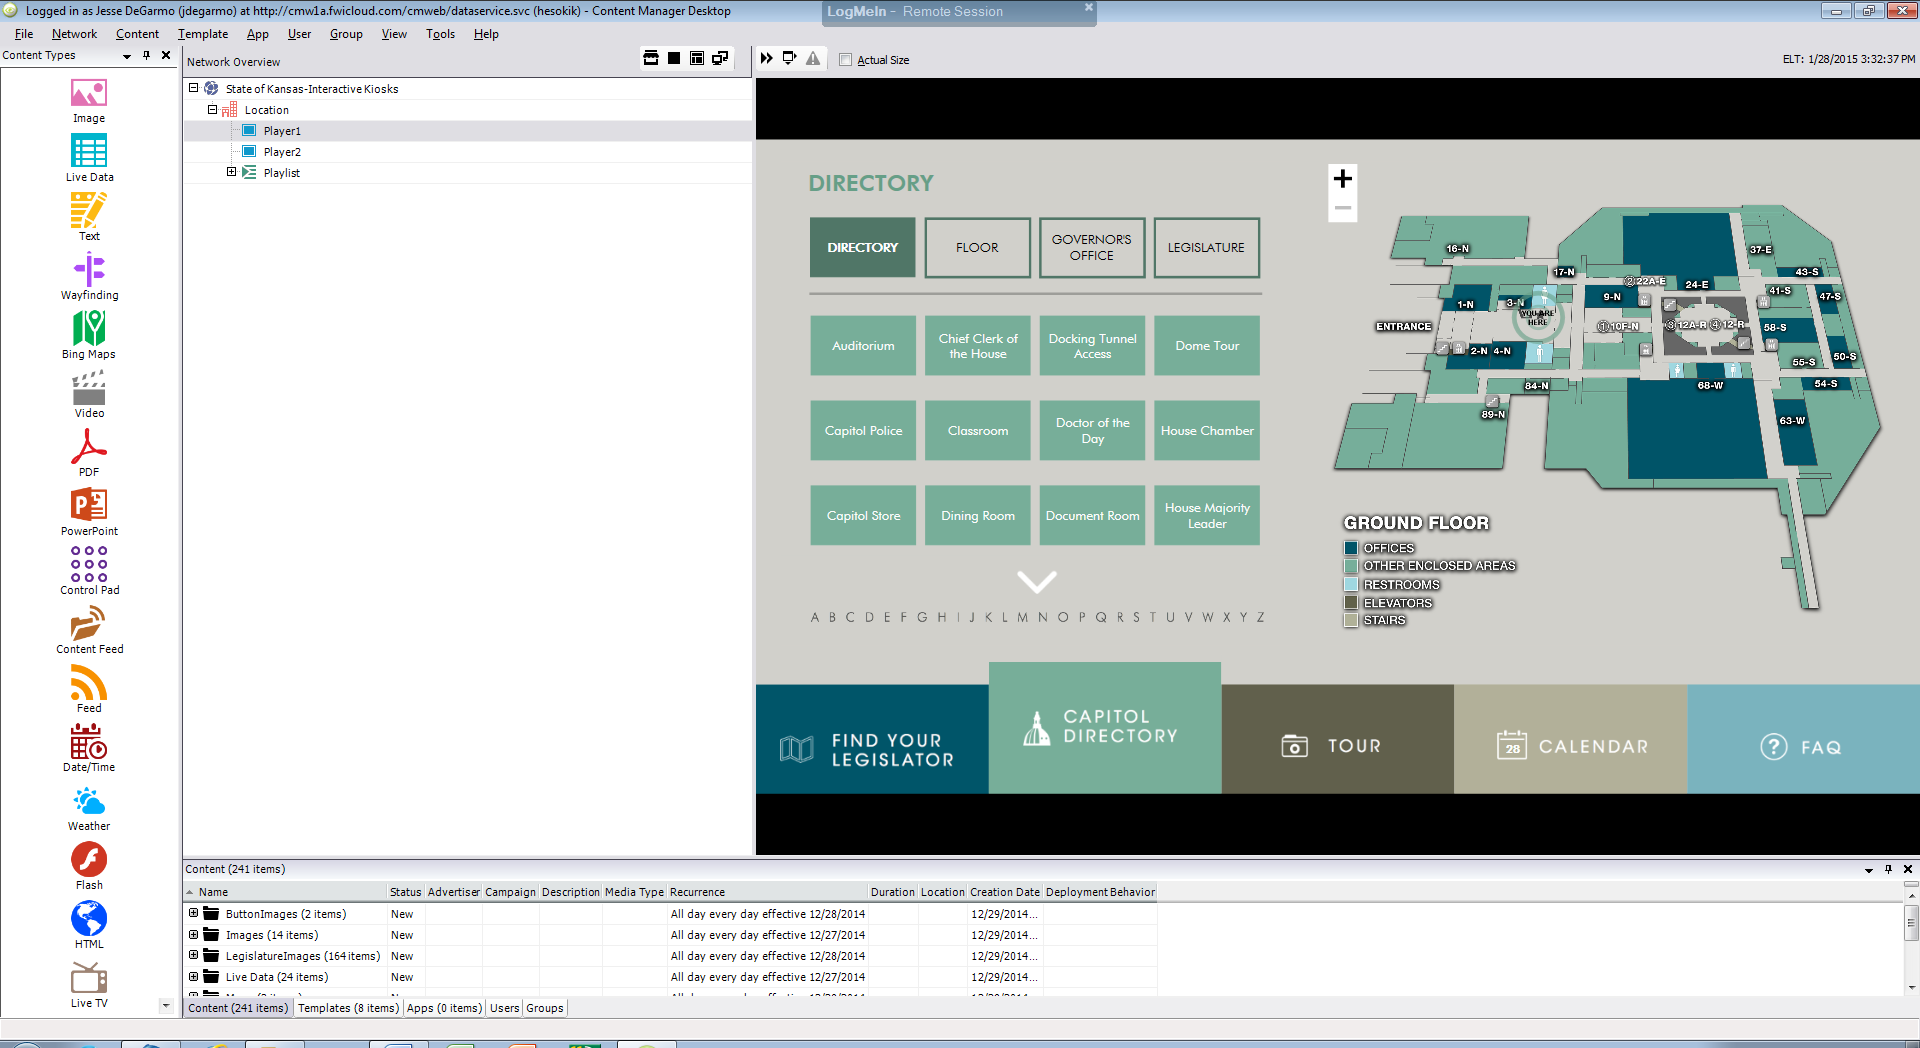 Logged in as Jesse DeGarmo (jdegarmo) at http://cmw1a.fwicloud.com/cmweb/dataservice.svc (hesokik) - Content Manager Desktop
LogMeIn - Remote Session
File Network Content Template App User Group View Tools Help
Content Types
Image
Live Data
Text
Wayfinding
Bing Maps
Video
PDF
PowerPoint
Control Pad
Content Feed
Feed
Date/Time
Weather
Flash
HTML
Live TV
Network Overview
State of Kansas-Interactive Kiosks
Location
Player1
Player2
Playlist
Actual Size
ELT: 1/28/2015 3:32:37 PM
DIRECTORY
DIRECTORY
FLOOR
GOVERNOR'S
OFFICE
LEGISLATURE
Auditorium
Chief Clerk of
the House
Docking Tunnel
Access
Dome Tour
Capitol Police
Classroom
Doctor of the
Day
House Chamber
Capitol Store
Dining Room
Document Room
House Majority
Leader
A B C D E F G H I J K L M N O P Q R S T U V W X Y Z
16-N
17-N
37-E
43-S
2 22A-E
24-E
41-S
47-S
1-N
3-N
9-N
YOU ARE
HERE
ENTRANCE
1 10F-N
3 12A-R
4 12-R
58-S
2-N
4-N
50-S
55-S
84-N
68-W
54-S
89-N
63-W
GROUND FLOOR
OFFICES
OTHER ENCLOSED AREAS
RESTROOMS
ELEVATORS
STAIRS
FIND YOUR
LEGISLATOR
CAPITOL
DIRECTORY
TOUR
28
CALENDAR
? FAQ
Content (241 items)
Name Status Advertiser Campaign Description Media Type Recurrence Duration Location Creation Date Deployment Behavior
ButtonImages (2 items) New All day every day effective 12/28/2014 12/29/2014...
Images (14 items) New All day every day effective 12/27/2014 12/29/2014...
LegislatureImages (164 items) New All day every day effective 12/28/2014 12/29/2014...
Live Data (24 items) New All day every day effective 12/27/2014 12/29/2014...
Content (241 items) Templates (8 items) Apps (0 items) Users Groups